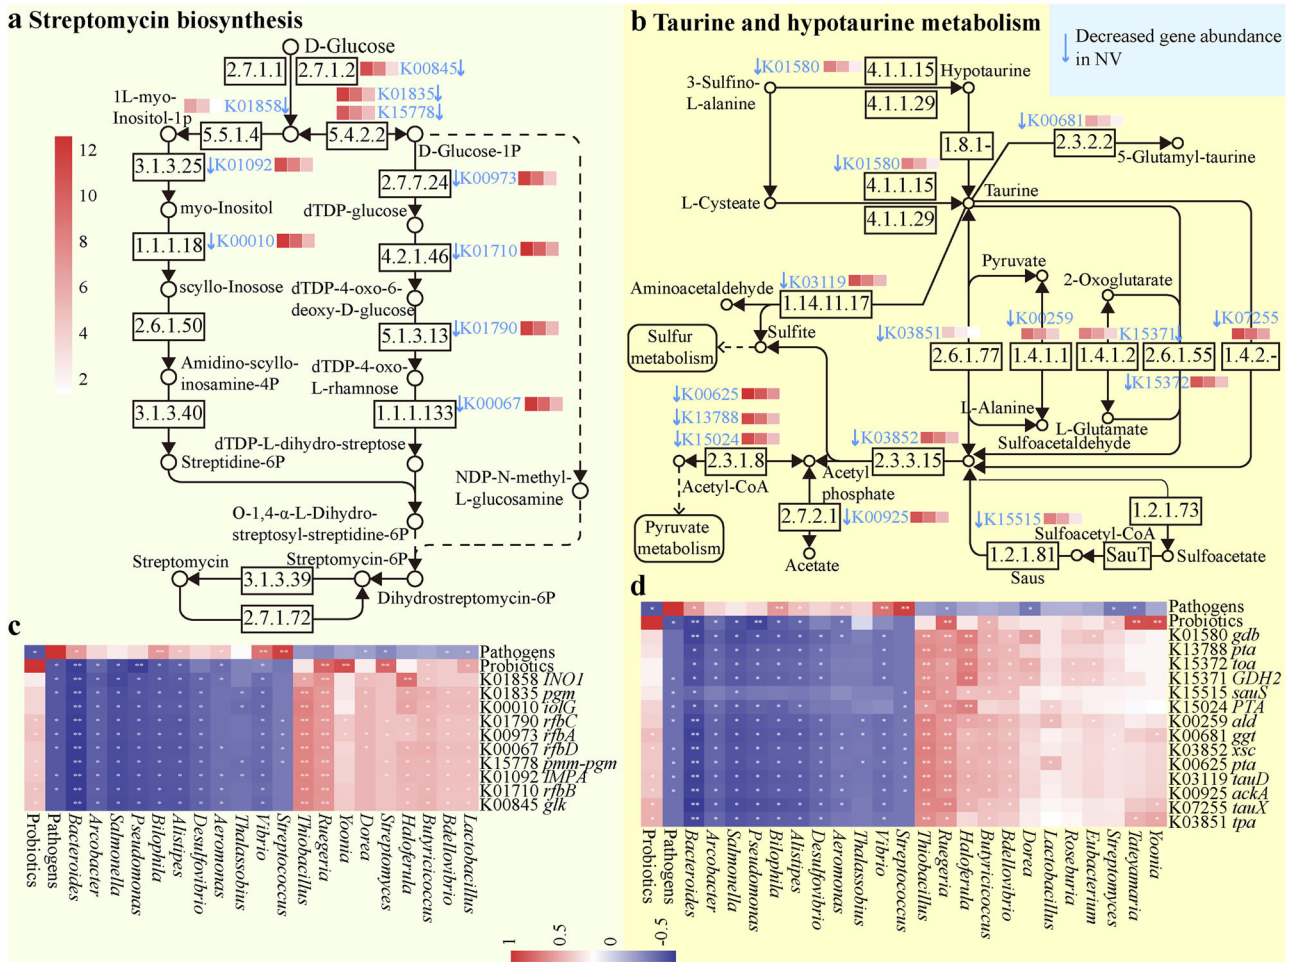 a Streptomycin biosynthesis
D-Glucose
2.7.1.1
2.7.1.2
K00845↓
K01835↓
K15778↓
1L-myo-
Inositol-1p
K01858↓
5.5.1.4
5.4.2.2
D-Glucose-1P
3.1.3.25
↓K01092
2.7.7.24
↓K00973
myo-Inositol
dTDP-glucose
1.1.1.18
↓K00010
4.2.1.46
↓K01710
scyllo-Inosose
dTDP-4-oxo-6-
deoxy-D-glucose
2.6.1.50
5.1.3.13
↓K01790
Amidino-scyllo-
inosamine-4P
dTDP-4-oxo-
L-rhamnose
3.1.3.40
1.1.1.133
↓K00067
dTDP-L-dihydro-streptose
Streptidine-6P
NDP-N-methyl-
L-glucosamine
O-1,4-α-L-Dihydro-
streptosyl-streptidine-6P
Streptomycin
Streptomycin-6P
3.1.3.39
Dihydrostreptomycin-6P
2.7.1.72
12
10
8
6
4
2
b Taurine and hypotaurine metabolism
↓ Decreased gene abundance
in NV
↓K01580
4.1.1.15
Hypotaurine
3-Sulfino-
L-alanine
4.1.1.29
↓K00681
1.8.1-
2.3.2.2
5-Glutamyl-taurine
↓K01580
4.1.1.15
Taurine
L-Cysteate
4.1.1.29
Pyruvate
2-Oxoglutarate
↓K03119
Aminoacetaldehyde
1.14.11.17
Sulfite
Sulfur
metabolism
↓K03851
↓K00259
K15371↓
↓K07255
2.6.1.77
1.4.1.1
1.4.1.2
2.6.1.55
1.4.2.-
↓K15372
↓K00625
↓K13788
↓K15024
L-Alanine
L-Glutamate
Sulfoacetaldehyde
↓K03852
2.3.1.8
2.3.3.15
Acetyl-CoA
Acetyl
phosphate
Pyruvate
metabolism
2.7.2.1
↓K00925
Acetate
↓K15515
1.2.1.73
Sulfoacetyl-CoA
1.2.1.81
SauT
Sulfoacetate
Saus
c
Pathogens
Probiotics
K01858 INO1
K01835 pgm
K00010 iolG
K01790 rfbC
K00973 rfbA
K00067 rfbD
K15778 pmm-pgm
K01092 IMPA
K01710 rfbB
K00845 glk
Probiotics
Pathogens
Bacteroides
Arcobacter
Salmonella
Pseudomonas
Bilophila
Alistipes
Desulfovibrio
Aeromonas
Thalassobius
Vibrio
Streptococcus
Thiobacillus
Ruegeria
Yoonia
Dorea
Streptomyces
Haloferula
Butyricicoccus
Bdellovibrio
Lactobacillus
d
Pathogens
Probiotics
K01580 gdb
K13788 pta
K15372 toa
K15371 GDH2
K15515 sauS
K15024 PTA
K00259 ald
K00681 ggt
K03852 xsc
K00625 pta
K03119 tauD
K00925 ackA
K07255 tauX
K03851 tpa
Probiotics
Pathogens
Bacteroides
Arcobacter
Salmonella
Pseudomonas
Bilophila
Alistipes
Desulfovibrio
Aeromonas
Thalassobius
Vibrio
Streptococcus
Thiobacillus
Ruegeria
Haloferula
Butyricicoccus
Bdellovibrio
Dorea
Lactobacillus
Roseburia
Eubacterium
Streptomyces
Tateyamaria
Yoonia
1
0.5
0
-0.5